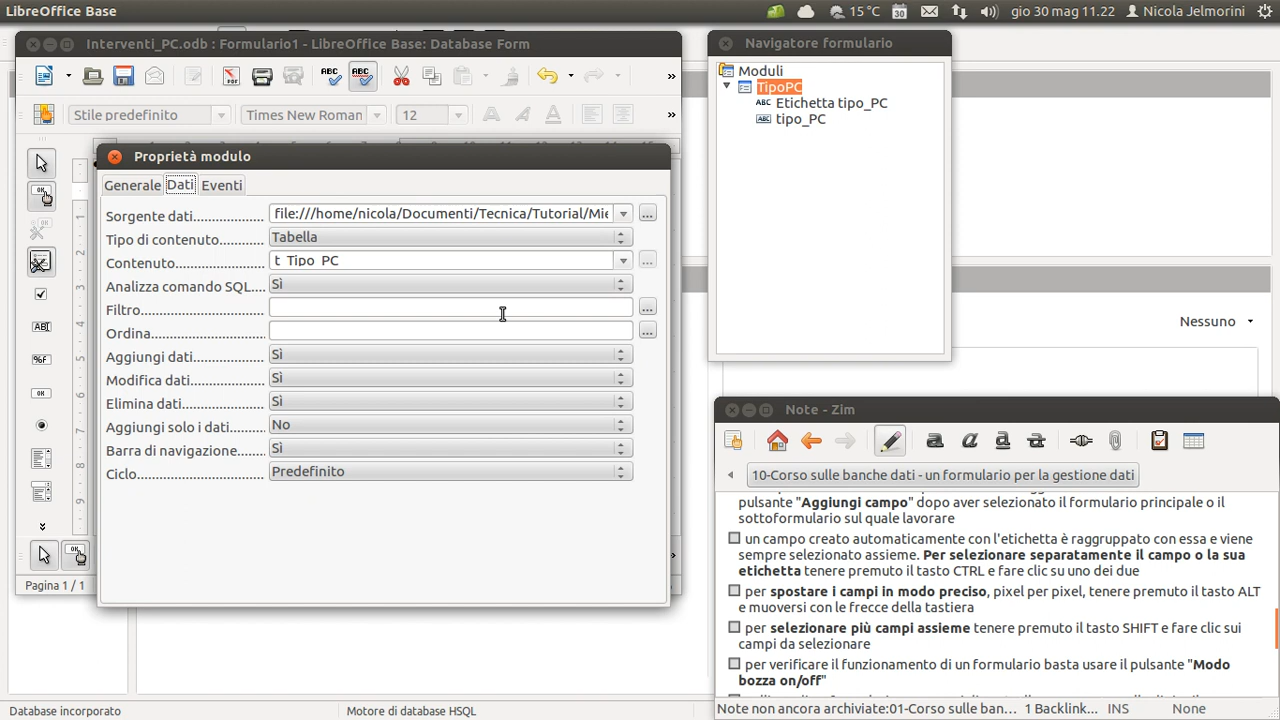 LibreOffice Base
15°C
30
gio 30 mag 11.22
Nicola Jelmorini
Interventi_PC.odb : Formulario1 - LibreOffice Base: Database Form
Stile predefinito
Times New Roman
12
Proprietà modulo
Generale
Dati
Eventi
Sorgente dati............
file:///home/nicola/Documenti/Tecnica/Tutorial/Mie
Tipo di contenuto............
Tabella
Contenuto.................
t_Tipo_PC
Analizza comando SQL....
Sì
Filtro.........................
Ordina.......................
Aggiungi dati..............
Sì
Modifica dati..............
Sì
Elimina dati...............
Sì
Aggiungi solo i dati.......
No
Barra di navigazione.....
Sì
Ciclo.........................
Predefinito
Pagina 1 / 1
Database incorporato
Motore di database HSQL
Navigatore formulario
Moduli
TipoPC
ABC Etichetta tipo_PC
ABC tipo_PC
Nessuno
Note - Zim
10-Corso sulle banche dati - un formulario per la gestione dati
pulsante "Aggiungi campo" dopo aver selezionato il formulario principale o il
sottoformulario sul quale lavorare
un campo creato automaticamente con l'etichetta è raggruppato con essa e viene
sempre selezionato assieme. Per selezionare separatamente il campo o la sua
etichetta tenere premuto il tasto CTRL e fare clic su uno dei due
per spostare i campi in modo preciso, pixel per pixel, tenere premuto il tasto ALT
e muoversi con le frecce della tastiera
per selezionare più campi assieme tenere premuto il tasto SHIFT e fare clic sui
campi da selezionare
per verificare il funzionamento di un formulario basta usare il pulsante "Modo
bozza on/off"
Note non ancora archiviate:01-Corso sulle ban...
1 Backlink...
INS
None